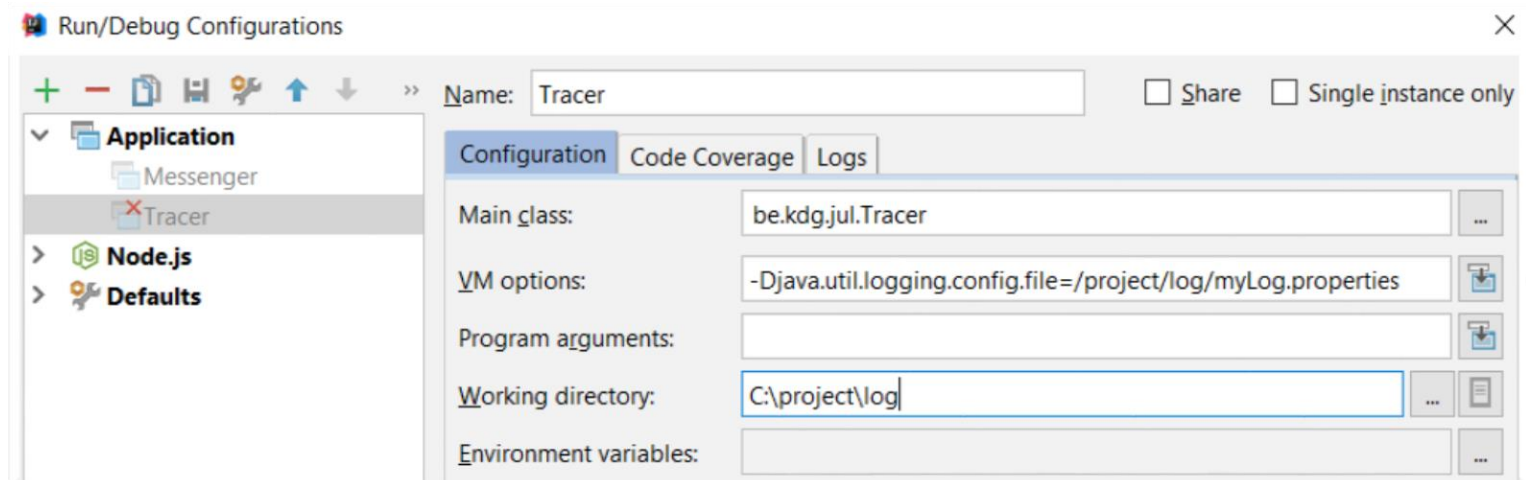 Run/Debug Configurations
Name: Tracer Share Single instance only
Application
Messenger
Tracer
Node.js
Defaults
Configuration Code Coverage Logs
Main class: be.kdg.jul.Tracer ...
VM options: -Djava.util.logging.config.file=/project/log/myLog.properties
Program arguments:
Working directory: C:\project\log ...
Environment variables: ...